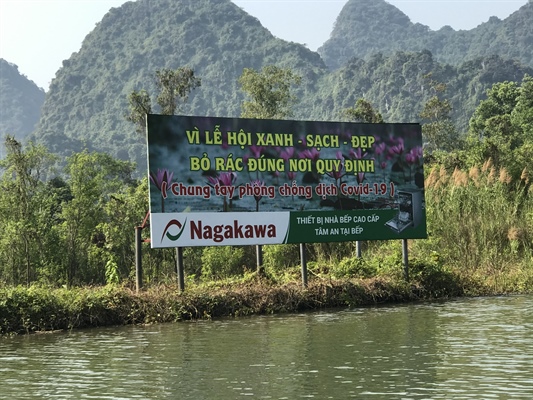 VÌ LỄ HỘI XANH - SẠCH - ĐẸP
BỎ RÁC ĐÚNG NƠI QUY ĐỊNH
( Chung tay phòng chống dịch Covid-19 )
Nagakawa
THIẾT BỊ NHÀ BẾP CAO CẤP
TÂM AN TẠI BẾP